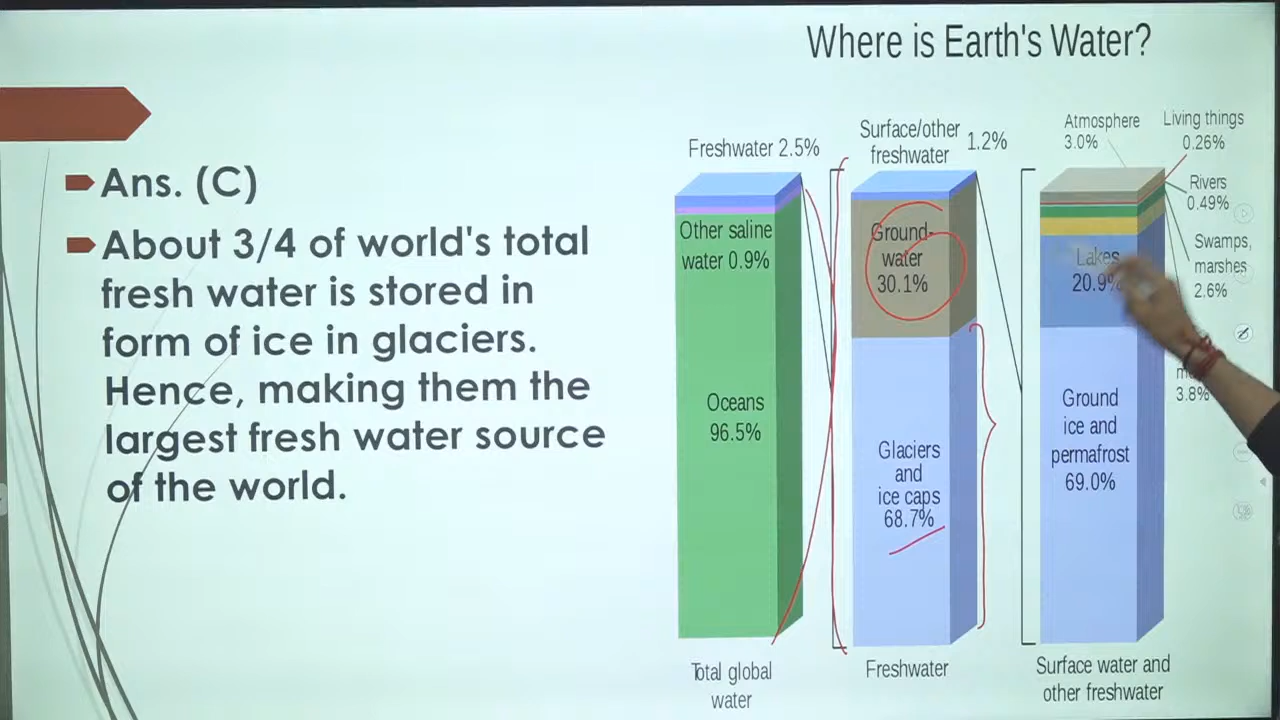 Where is Earth's Water?
Ans. (C)
About 3/4 of world's total
fresh water is stored in
form of ice in glaciers.
Hence, making them the
largest fresh water source
of the world.
Freshwater 2.5%
Other saline
water 0.9%
Oceans
96.5%
Total global
water
Surface/other
freshwater
1.2%
Ground-
water
30.1%
Glaciers
and
ice caps
68.7%
Freshwater
Atmosphere
3.0%
Living things
0.26%
Rivers
0.49%
Swamps,
marshes
2.6%
3.8%
Lakes
20.9%
Ground
ice and
permafrost
69.0%
Surface water and
other freshwater